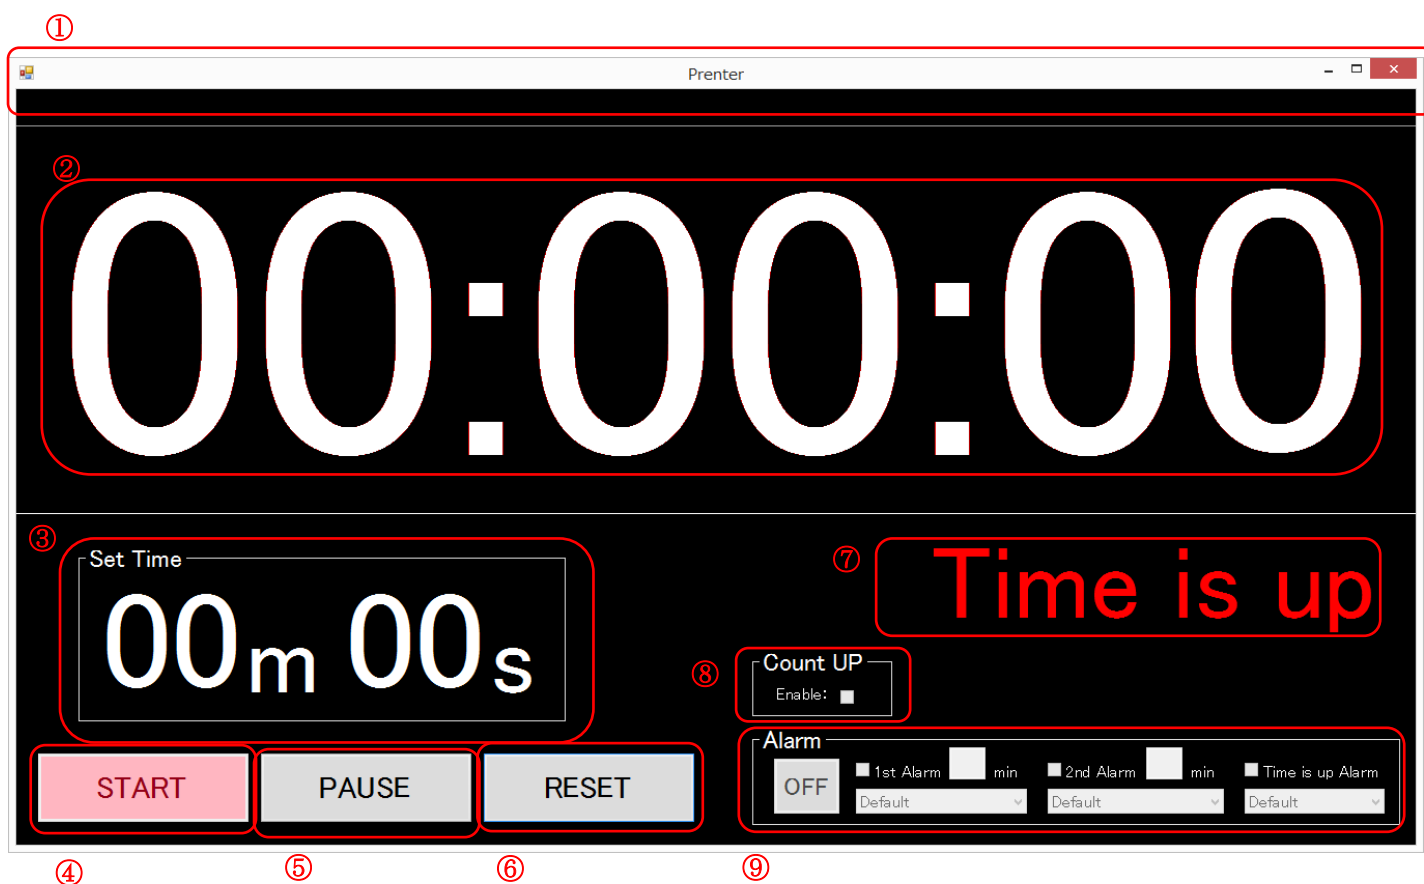 ①
Prenter
②
00:00:00
③
Set Time
00m 00s
⑦
Time is up
⑧
Count UP
Enable:
START
PAUSE
RESET
Alarm
OFF
1st Alarm min
2nd Alarm min
Time is up Alarm
Default
Default
Default
④
⑤
⑥
⑨